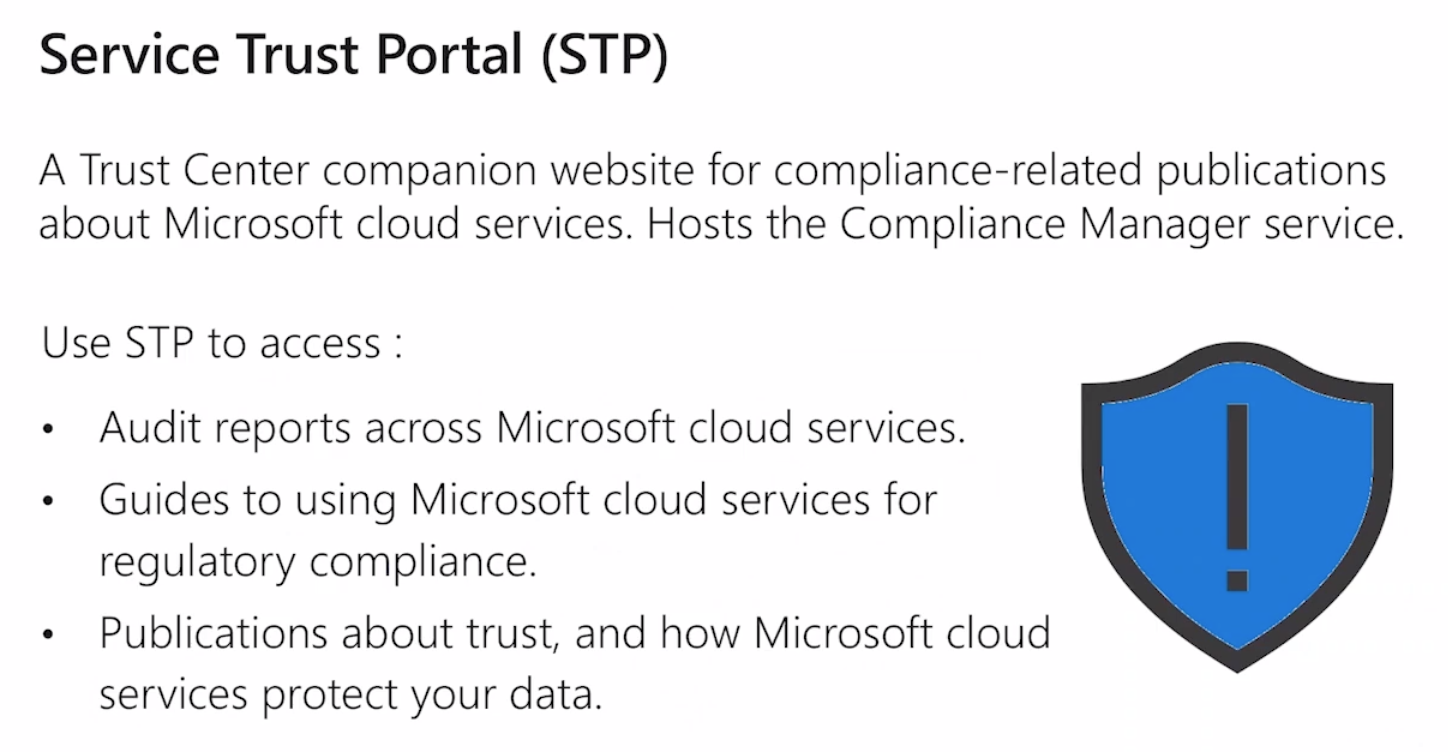 Service Trust Portal (STP)
A Trust Center companion website for compliance-related publications
about Microsoft cloud services. Hosts the Compliance Manager service.
Use STP to access :
• Audit reports across Microsoft cloud services.
• Guides to using Microsoft cloud services for
regulatory compliance.
• Publications about trust, and how Microsoft cloud
services protect your data.